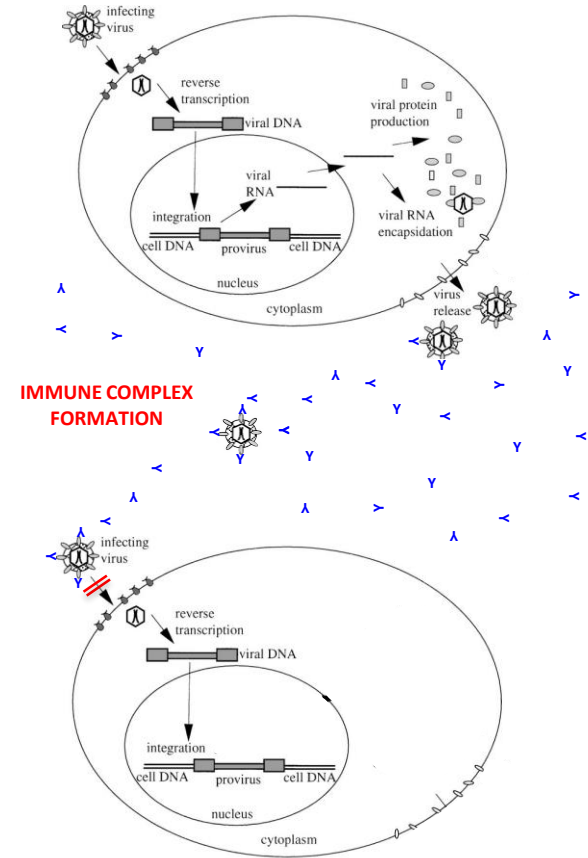 infecting
virus
reverse
transcription
viral DNA
viral protein
production
viral
RNA
viral RNA
encapsidation
integration
cell DNA
provirus
cell DNA
nucleus
cytoplasm
virus
release
IMMUNE COMPLEX
FORMATION
infecting
virus
reverse
transcription
viral DNA
integration
cell DNA
provirus
cell DNA
nucleus
cytoplasm